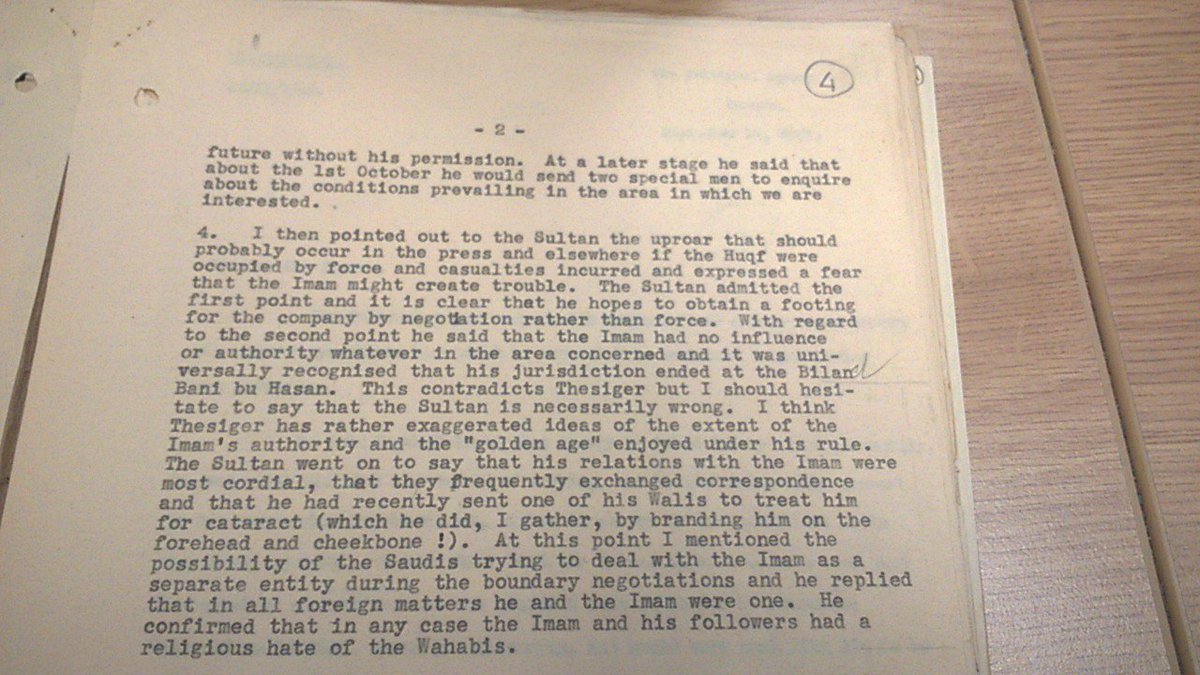 4
- 2 -
future without his permission. At a later stage he said that
about the 1st October he would send two special men to enquire
about the conditions prevailing in the area in which we are
interested.
4. I then pointed out to the Sultan the uproar that should
probably occur in the press and elsewhere if the Huqf were
occupied by force and casualties incurred and expressed a fear
that the Imam might create trouble. The Sultan admitted the
first point and it is clear that he hopes to obtain a footing
for the company by negotiation rather than force. With regard
to the second point he said that the Imam had no influence
or authority whatever in the area concerned and it was uni-
versally recognised that his jurisdiction ended at the Bilad
Bani bu Hasan. This contradicts Thesiger but I should hesi-
tate to say that the Sultan is necessarily wrong. I think
Thesiger has rather exaggerated ideas of the extent of the
Imam's authority and the "golden age" enjoyed under his rule.
The Sultan went on to say that his relations with the Imam were
most cordial, that they frequently exchanged correspondence
and that he had recently sent one of his Walis to treat him
for cataract (which he did, I gather, by branding him on the
forehead and cheekbone !). At this point I mentioned the
possibility of the Saudis trying to deal with the Imam as a
separate entity during the boundary negotiations and he replied
that in all foreign matters he and the Imam were one. He
confirmed that in any case the Imam and his followers had a
religious hate of the Wahabis.